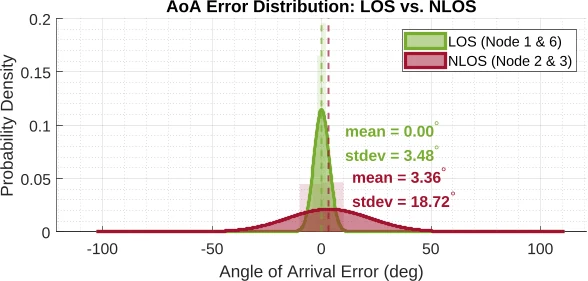 AoA Error Distribution: LOS vs. NLOS
Probability Density
0.2
0.15
0.1
0.05
0
LOS (Node 1 & 6)
NLOS (Node 2 & 3)
mean = 0.00°
stdev = 3.48°
mean = 3.36°
stdev = 18.72°
-100 -50 0 50 100
Angle of Arrival Error (deg)